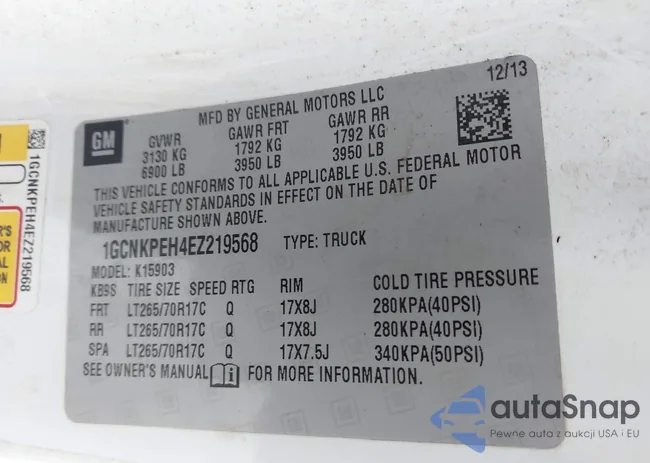 12/13
MFD BY GENERAL MOTORS LLC
GM
GVWR GAWR FRT GAWR RR
3130 KG 1792 KG 1792 KG
6900 LB 3950 LB 3950 LB
THIS VEHICLE CONFORMS TO ALL APPLICABLE U.S. FEDERAL MOTOR
VEHICLE SAFETY STANDARDS IN EFFECT ON THE DATE OF
MANUFACTURE SHOWN ABOVE.
1GCNKPEH4EZ219568 TYPE: TRUCK
MODEL: K15903
KB9S TIRE SIZE SPEED RTG RIM COLD TIRE PRESSURE
FRT LT265/70R17C Q 17X8J 280KPA(40PSI)
RR LT265/70R17C Q 17X8J 280KPA(40PSI)
SPA LT265/70R17C Q 17X7.5J 340KPA(50PSI)
SEE OWNER'S MANUAL FOR MORE INFORMATION.
1GCNKPEH4EZ219568
autaSnap
Pewne auta z aukcji USA i EU